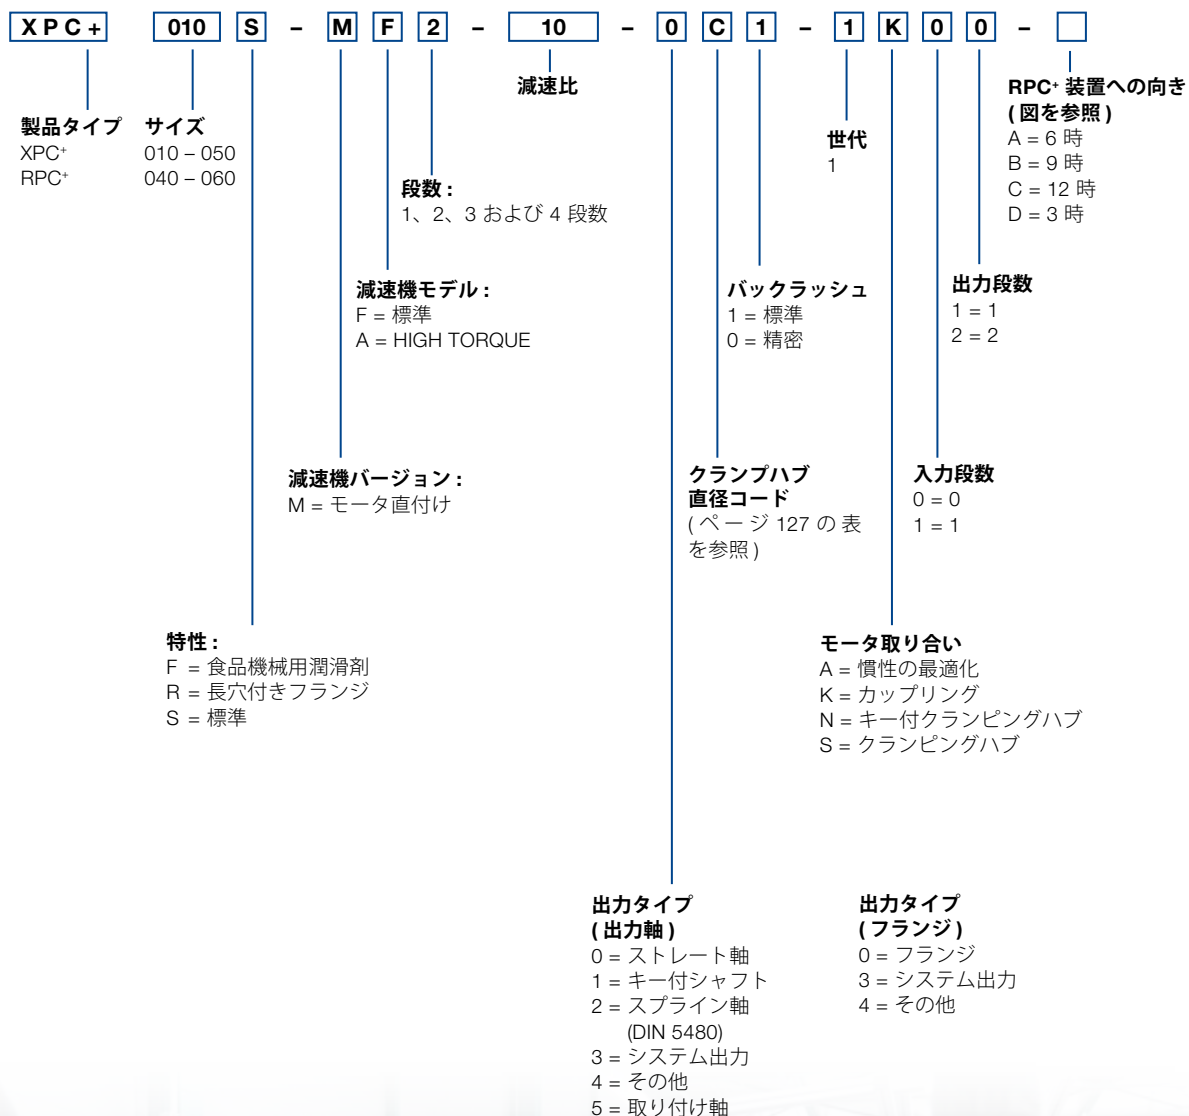 XPC+ 010 S – M F 2 – 10 – 0 C 1 – 1 K 0 0 –
減速比
RPC+ 装置への向き
( 図を参照 )
A = 6 時
B = 9 時
C = 12 時
D = 3 時
製品タイプ
XPC+
RPC+
サイズ
010 – 050
040 – 060
世代
1
段数 :
1、2、3 および 4 段数
減速機モデル :
F = 標準
A = HIGH TORQUE
バックラッシュ
1 = 標準
0 = 精密
出力段数
1 = 1
2 = 2
減速機バージョン :
M = モータ直付け
クランプハブ
直径コード
( ページ 127 の 表
を参照 )
入力段数
0 = 0
1 = 1
特性 :
F = 食品機械用潤滑剤
R = 長穴付きフランジ
S = 標準
モータ取り合い
A = 慣性の最適化
K = カップリング
N = キー付クランピングハブ
S = クランピングハブ
出力タイプ
( 出力軸 )
0 = ストレート軸
1 = キー付シャフト
2 = スプライン軸
(DIN 5480)
3 = システム出力
4 = その他
5 = 取り付け軸
出力タイプ
( フランジ )
0 = フランジ
3 = システム出力
4 = その他